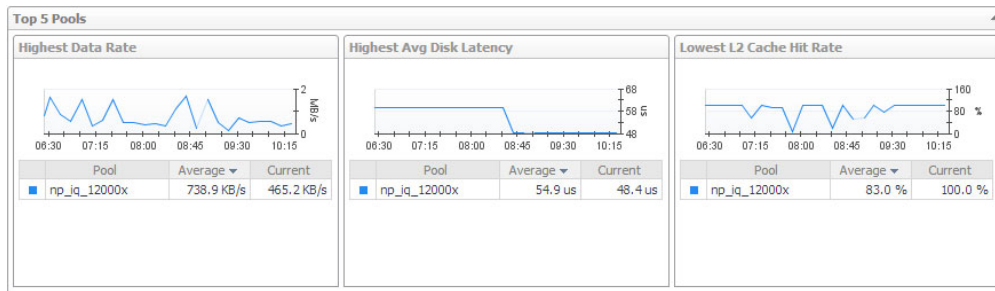 Top 5 Pools
Highest Data Rate
2
MB/s
0
06:30 07:15 08:00 08:45 09:30 10:15
Pool Average Current
np_iq_12000x 738.9 KB/s 465.2 KB/s
Highest Avg Disk Latency
68
58 us
48
06:30 07:15 08:00 08:45 09:30 10:15
Pool Average Current
np_iq_12000x 54.9 us 48.4 us
Lowest L2 Cache Hit Rate
160
80 %
0
06:30 07:15 08:00 08:45 09:30 10:15
Pool Average Current
np_iq_12000x 83.0 % 100.0 %